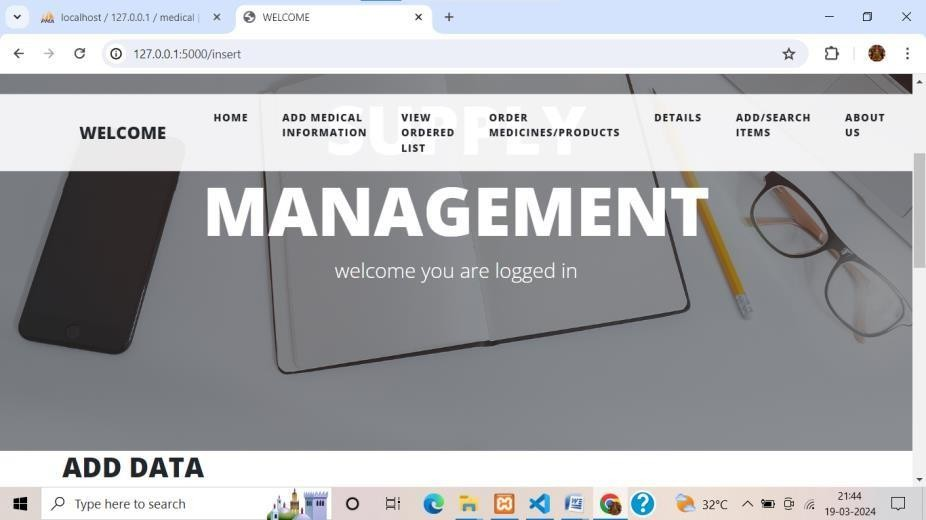 localhost / 127.0.0.1 / medical |
WELCOME
127.0.0.1:5000/insert
SUPPLY
WELCOME
HOME
ADD MEDICAL
INFORMATION
VIEW
ORDERED
LIST
ORDER
MEDICINES/PRODUCTS
DETAILS
ADD/SEARCH
ITEMS
ABOUT
US
MANAGEMENT
welcome you are logged in
ADD DATA
Type here to search
32°C
21:44
19-03-2024